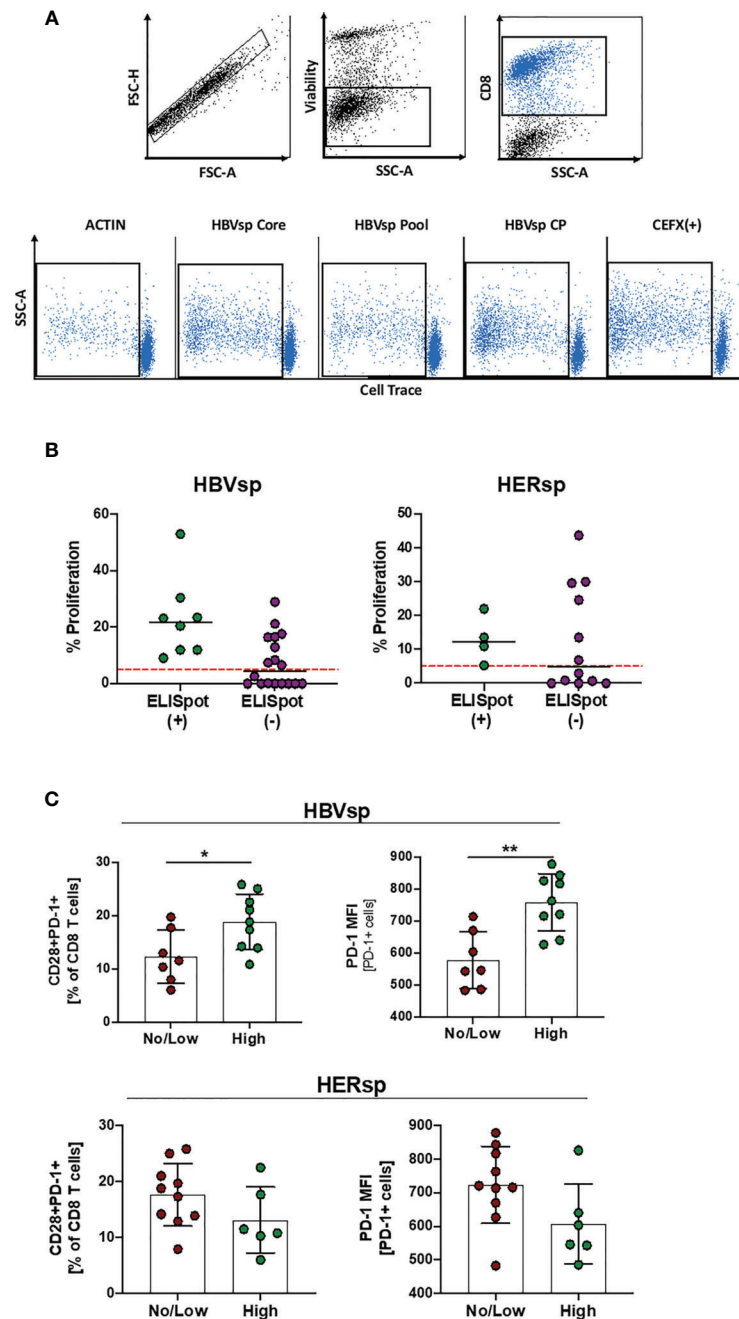 A
FSC-H
FSC-A
Viability
SSC-A
CD8
SSC-A
ACTIN
HBVsp Core
HBVsp Pool
HBVsp CP
CEFX(+)
SSC-A
Cell Trace
B
HBVsp
% Proliferation
60
40
20
0
ELISpot
(+)
ELISpot
(-)
HERsp
% Proliferation
50
40
30
20
10
0
ELISpot
(+)
ELISpot
(-)
C
HBVsp
CD28+PD-1+
[% of CD8 T cells]
30
20
10
0
*
No/Low
High
PD-1 MFI
[PD-1+ cells]
900
800
700
600
500
400
**
No/Low
High
HERsp
CD28+PD-1+
[% of CD8 T cells]
30
20
10
0
No/Low
High
PD-1 MFI
[PD-1+ cells]
900
800
700
600
500
400
No/Low
High